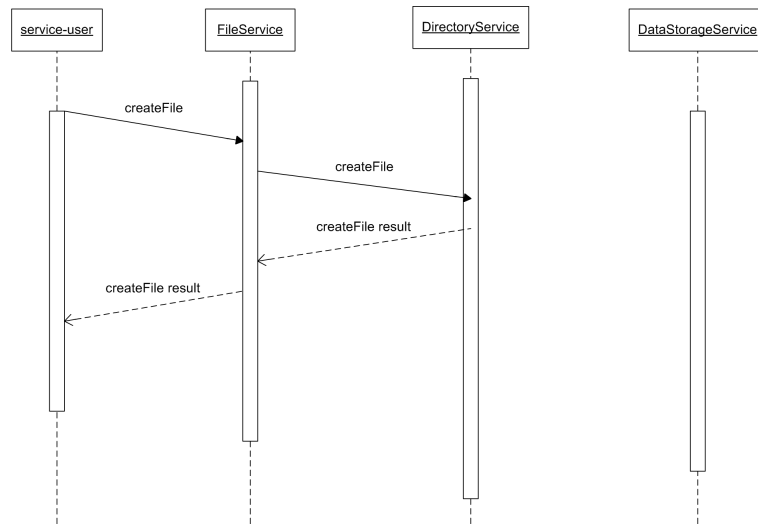 service-user
FileService
DirectoryService
DataStorageService
createFile
createFile
createFile result
createFile result